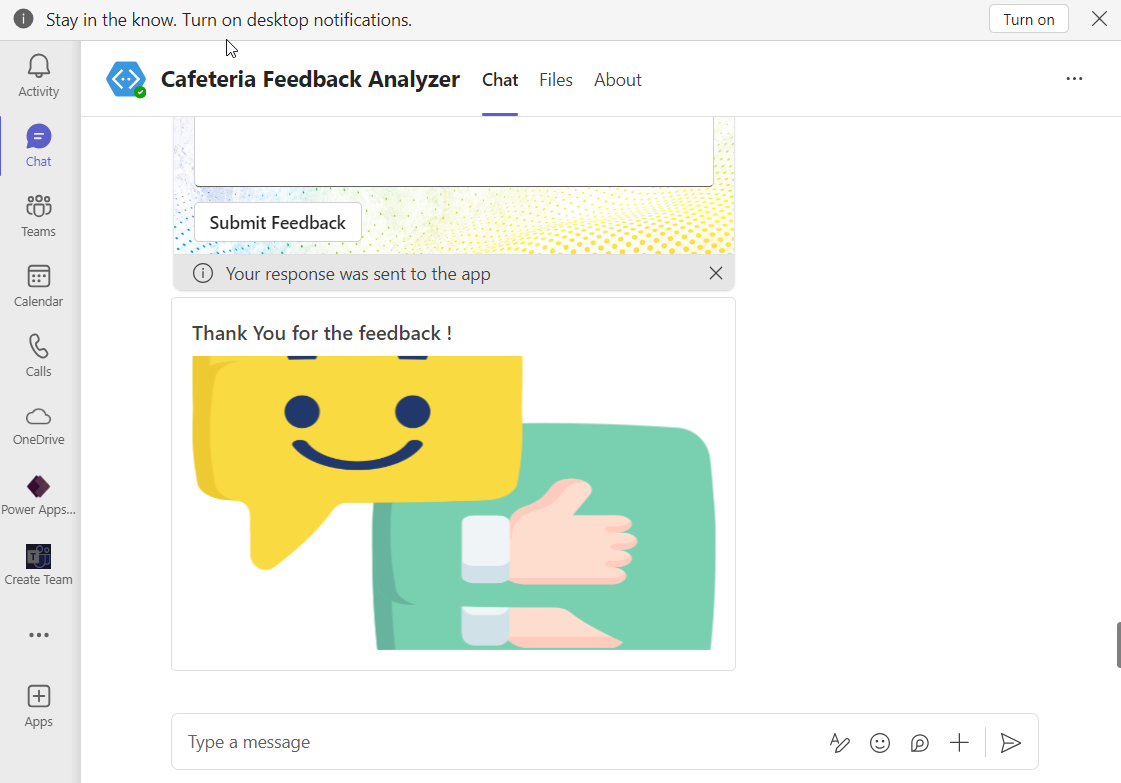 Stay in the know. Turn on desktop notifications.
Turn on
Activity
Chat
Teams
Calendar
Calls
OneDrive
Power Apps...
Create Team
Apps
Cafeteria Feedback Analyzer
Chat
Files
About
Submit Feedback
Your response was sent to the app
Thank You for the feedback !
Type a message